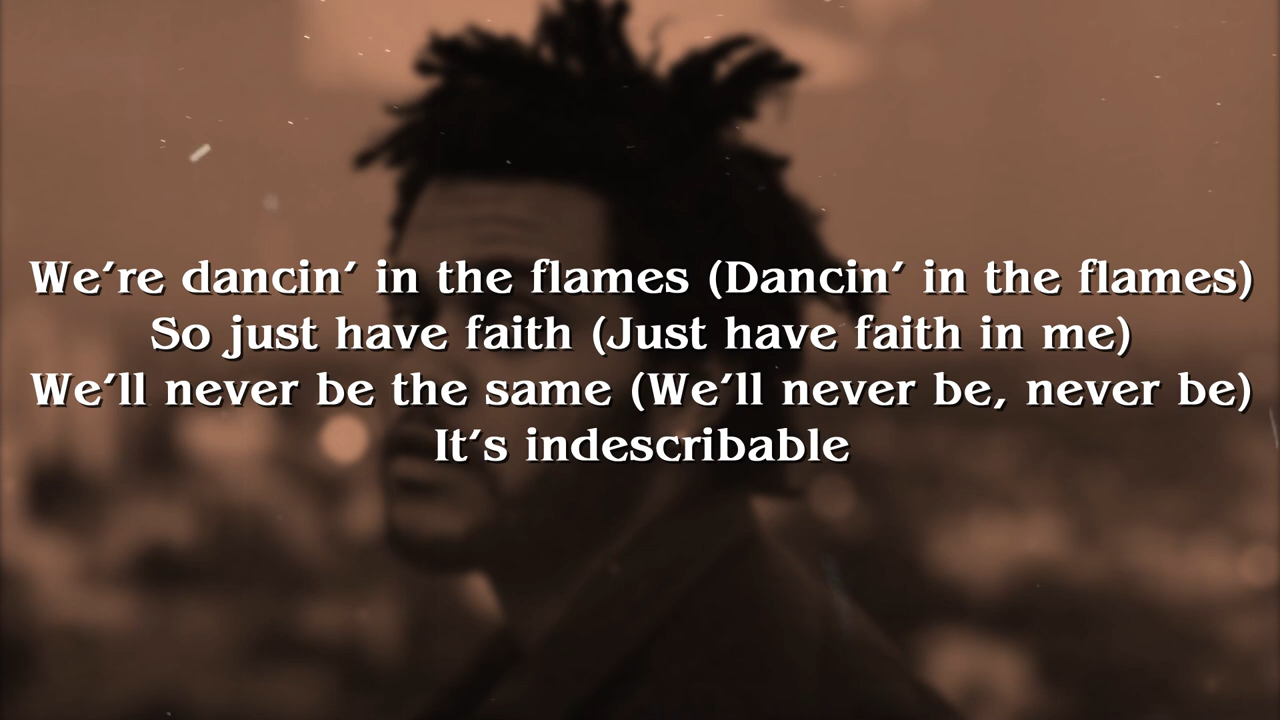 We’re dancin’ in the flames (Dancin’ in the flames)
So just have faith (Just have faith in me)
We’ll never be the same (We’ll never be, never be)
It’s indescribable